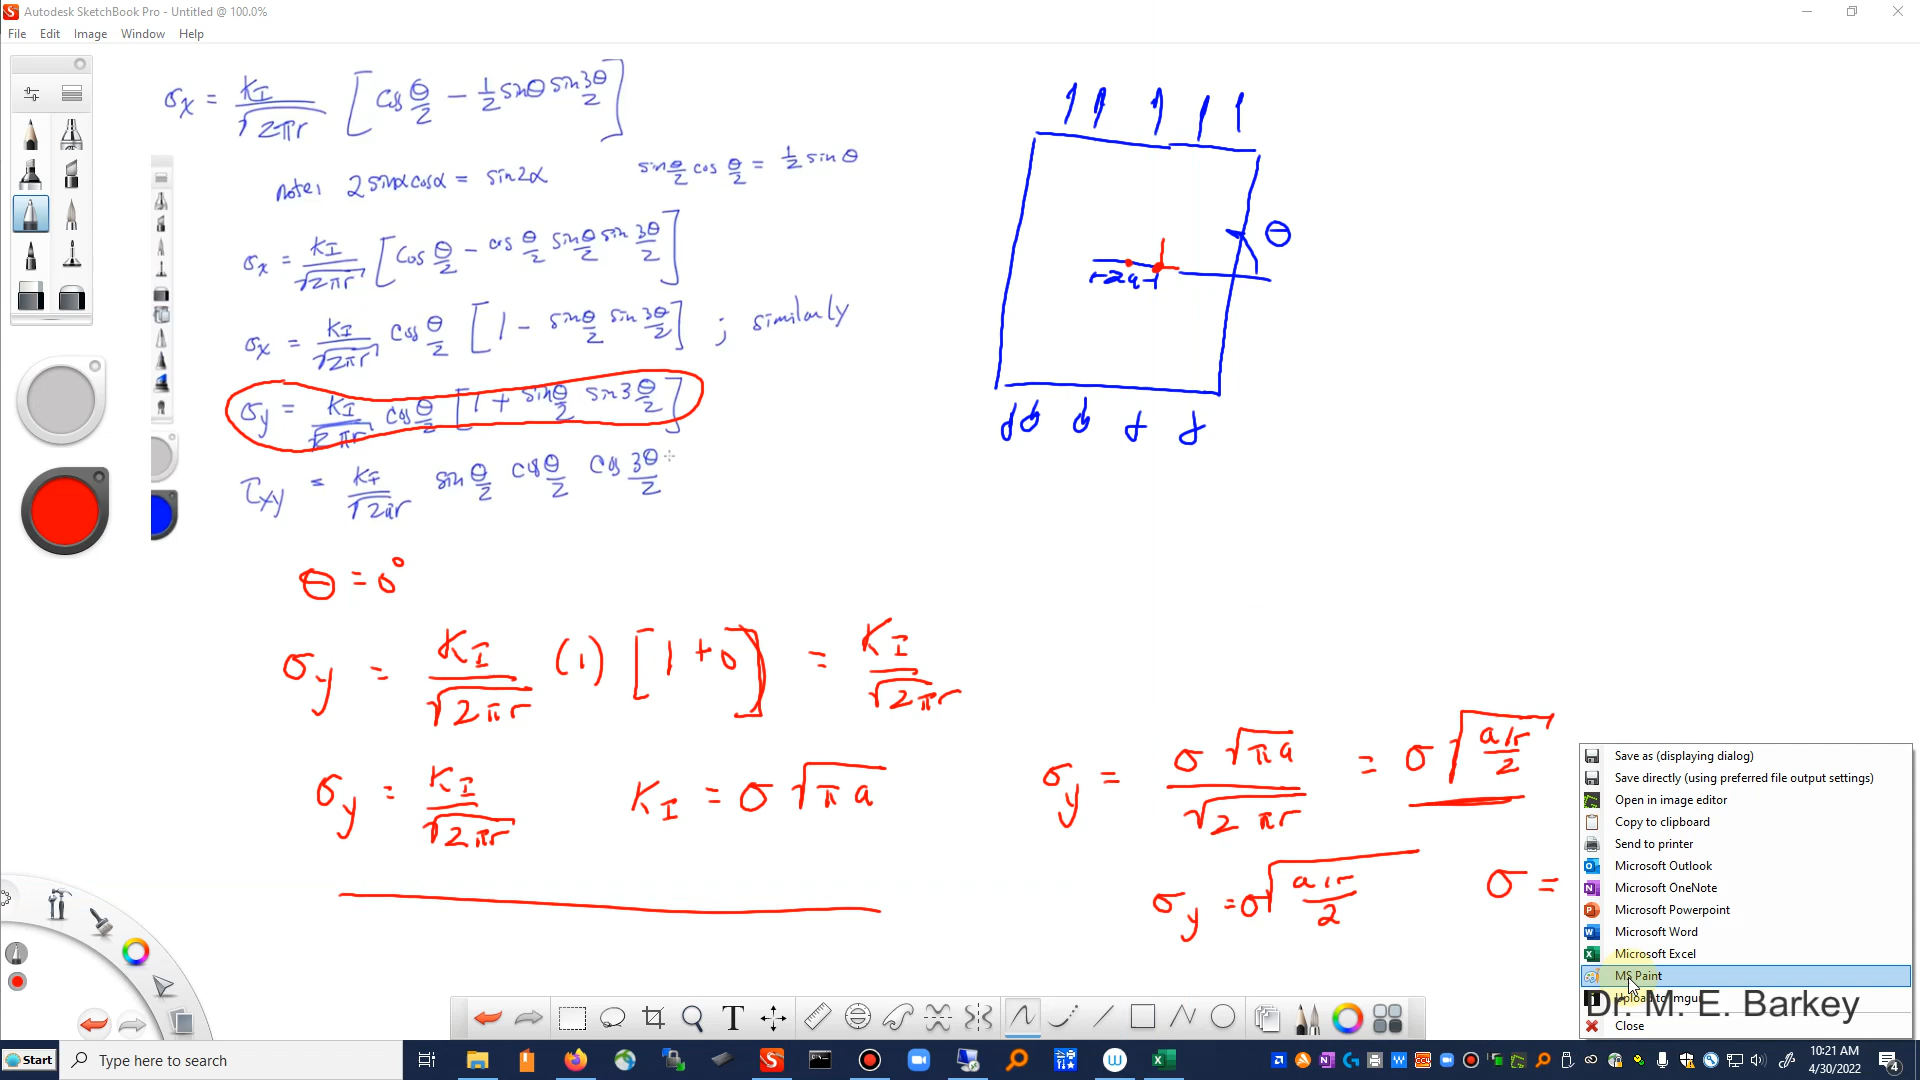 Autodesk SketchBook Pro - Untitled @ 100.0%
File Edit Image Window Help
σx = KI/√2πr [cos θ/2 − 1/2 sinθ sin 3θ/2]
note: 2 sinα cosα = sin2α
sin θ/2 cos θ/2 = 1/2 sin θ
σx = KI/√2πr [cos θ/2 − cos θ/2 sin θ/2 sin 3θ/2]
σx = KI/√2πr cos θ/2 [1 − sin θ/2 sin 3θ/2] ; similarly
σy = KI/√2πr cos θ/2 [1 + sin θ/2 sin 3θ/2]
τxy = KI/√2πr sin θ/2 cos θ/2 cos 3θ/2
θ
2a
θ = 0°
σy = KI/√2πr (1) [1 + 0] = KI/√2πr
σy = KI/√2πr KI = σ √πa
σy = σ √πa/√2πr = σ √a/r/2
σy = σ √a/r/2
σ =
Save as (displaying dialog)
Save directly (using preferred file output settings)
Open in image editor
Copy to clipboard
Send to printer
Microsoft Outlook
Microsoft OneNote
Microsoft Powerpoint
Microsoft Word
Microsoft Excel
MS Paint
Upload to Imgur
Close
Dr. M. E. Barkey
T
Start
Type here to search
10:21 AM
4/30/2022
4